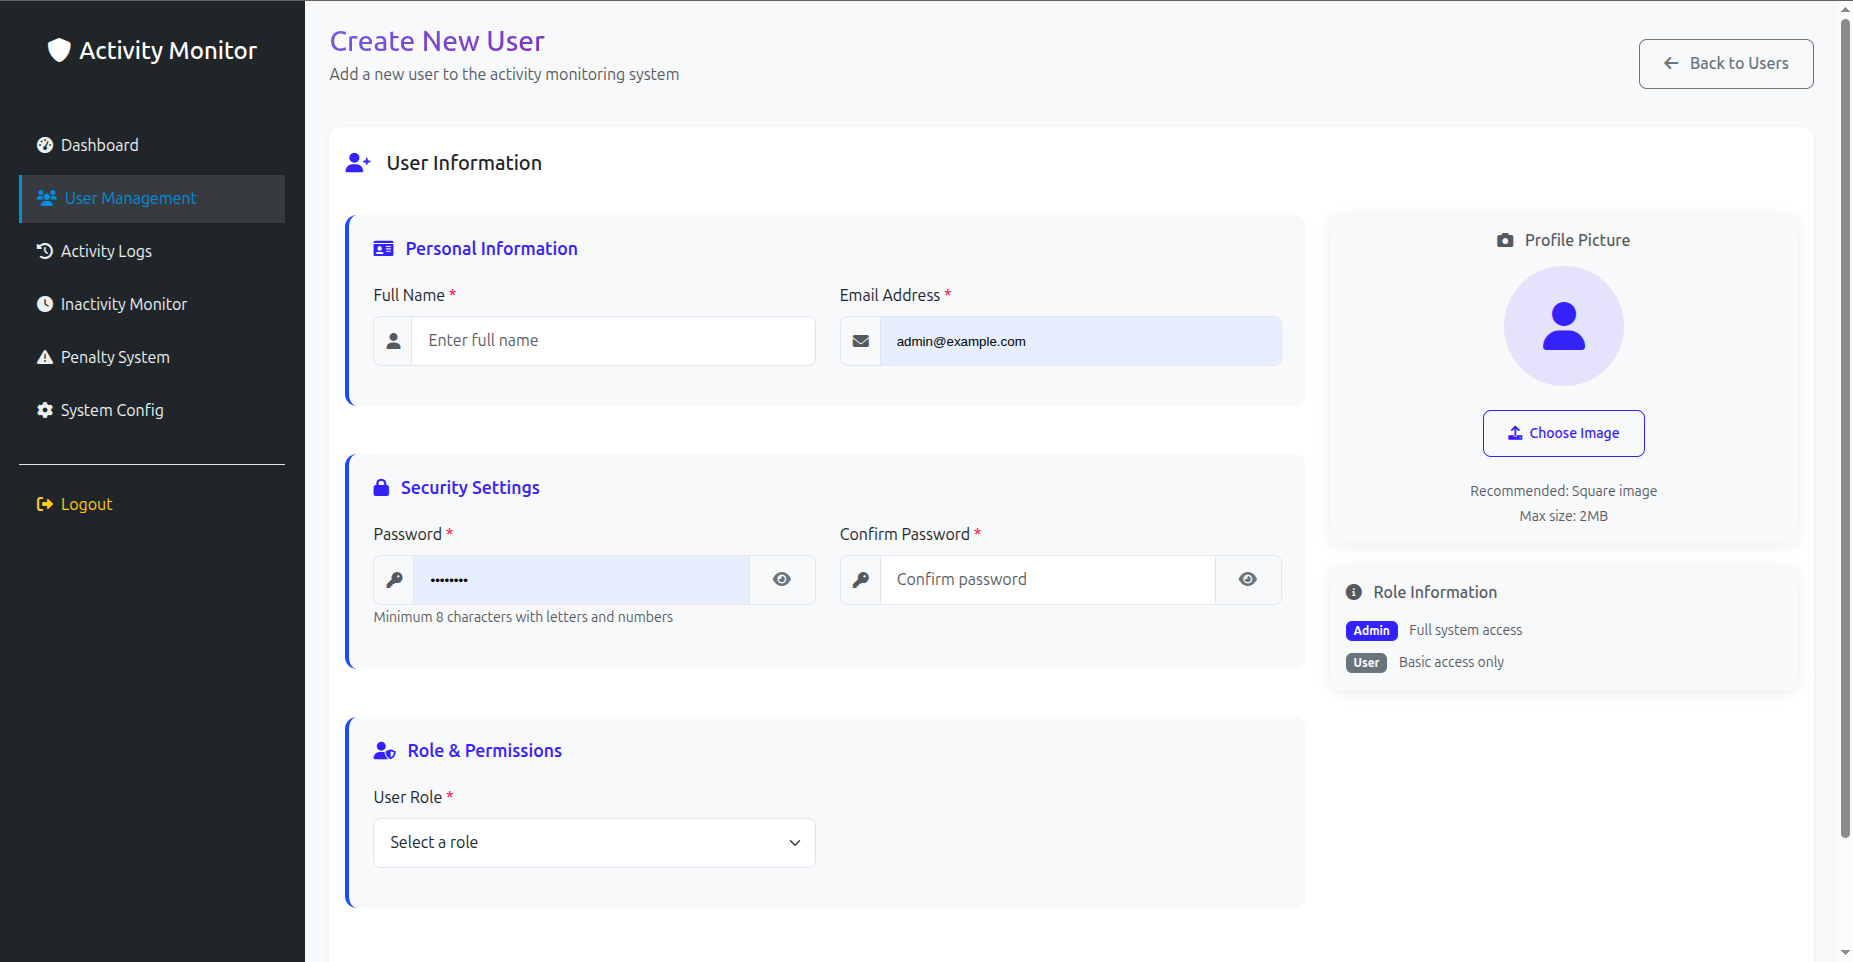 Activity Monitor
Dashboard
User Management
Activity Logs
Inactivity Monitor
Penalty System
System Config
Logout
Create New User
Add a new user to the activity monitoring system
Back to Users
User Information
Personal Information
Full Name *
Enter full name
Email Address *
admin@example.com
Security Settings
Password *
••••••••
Minimum 8 characters with letters and numbers
Confirm Password *
Confirm password
Role & Permissions
User Role *
Select a role
Profile Picture
Choose Image
Recommended: Square image
Max size: 2MB
Role Information
Admin Full system access
User Basic access only